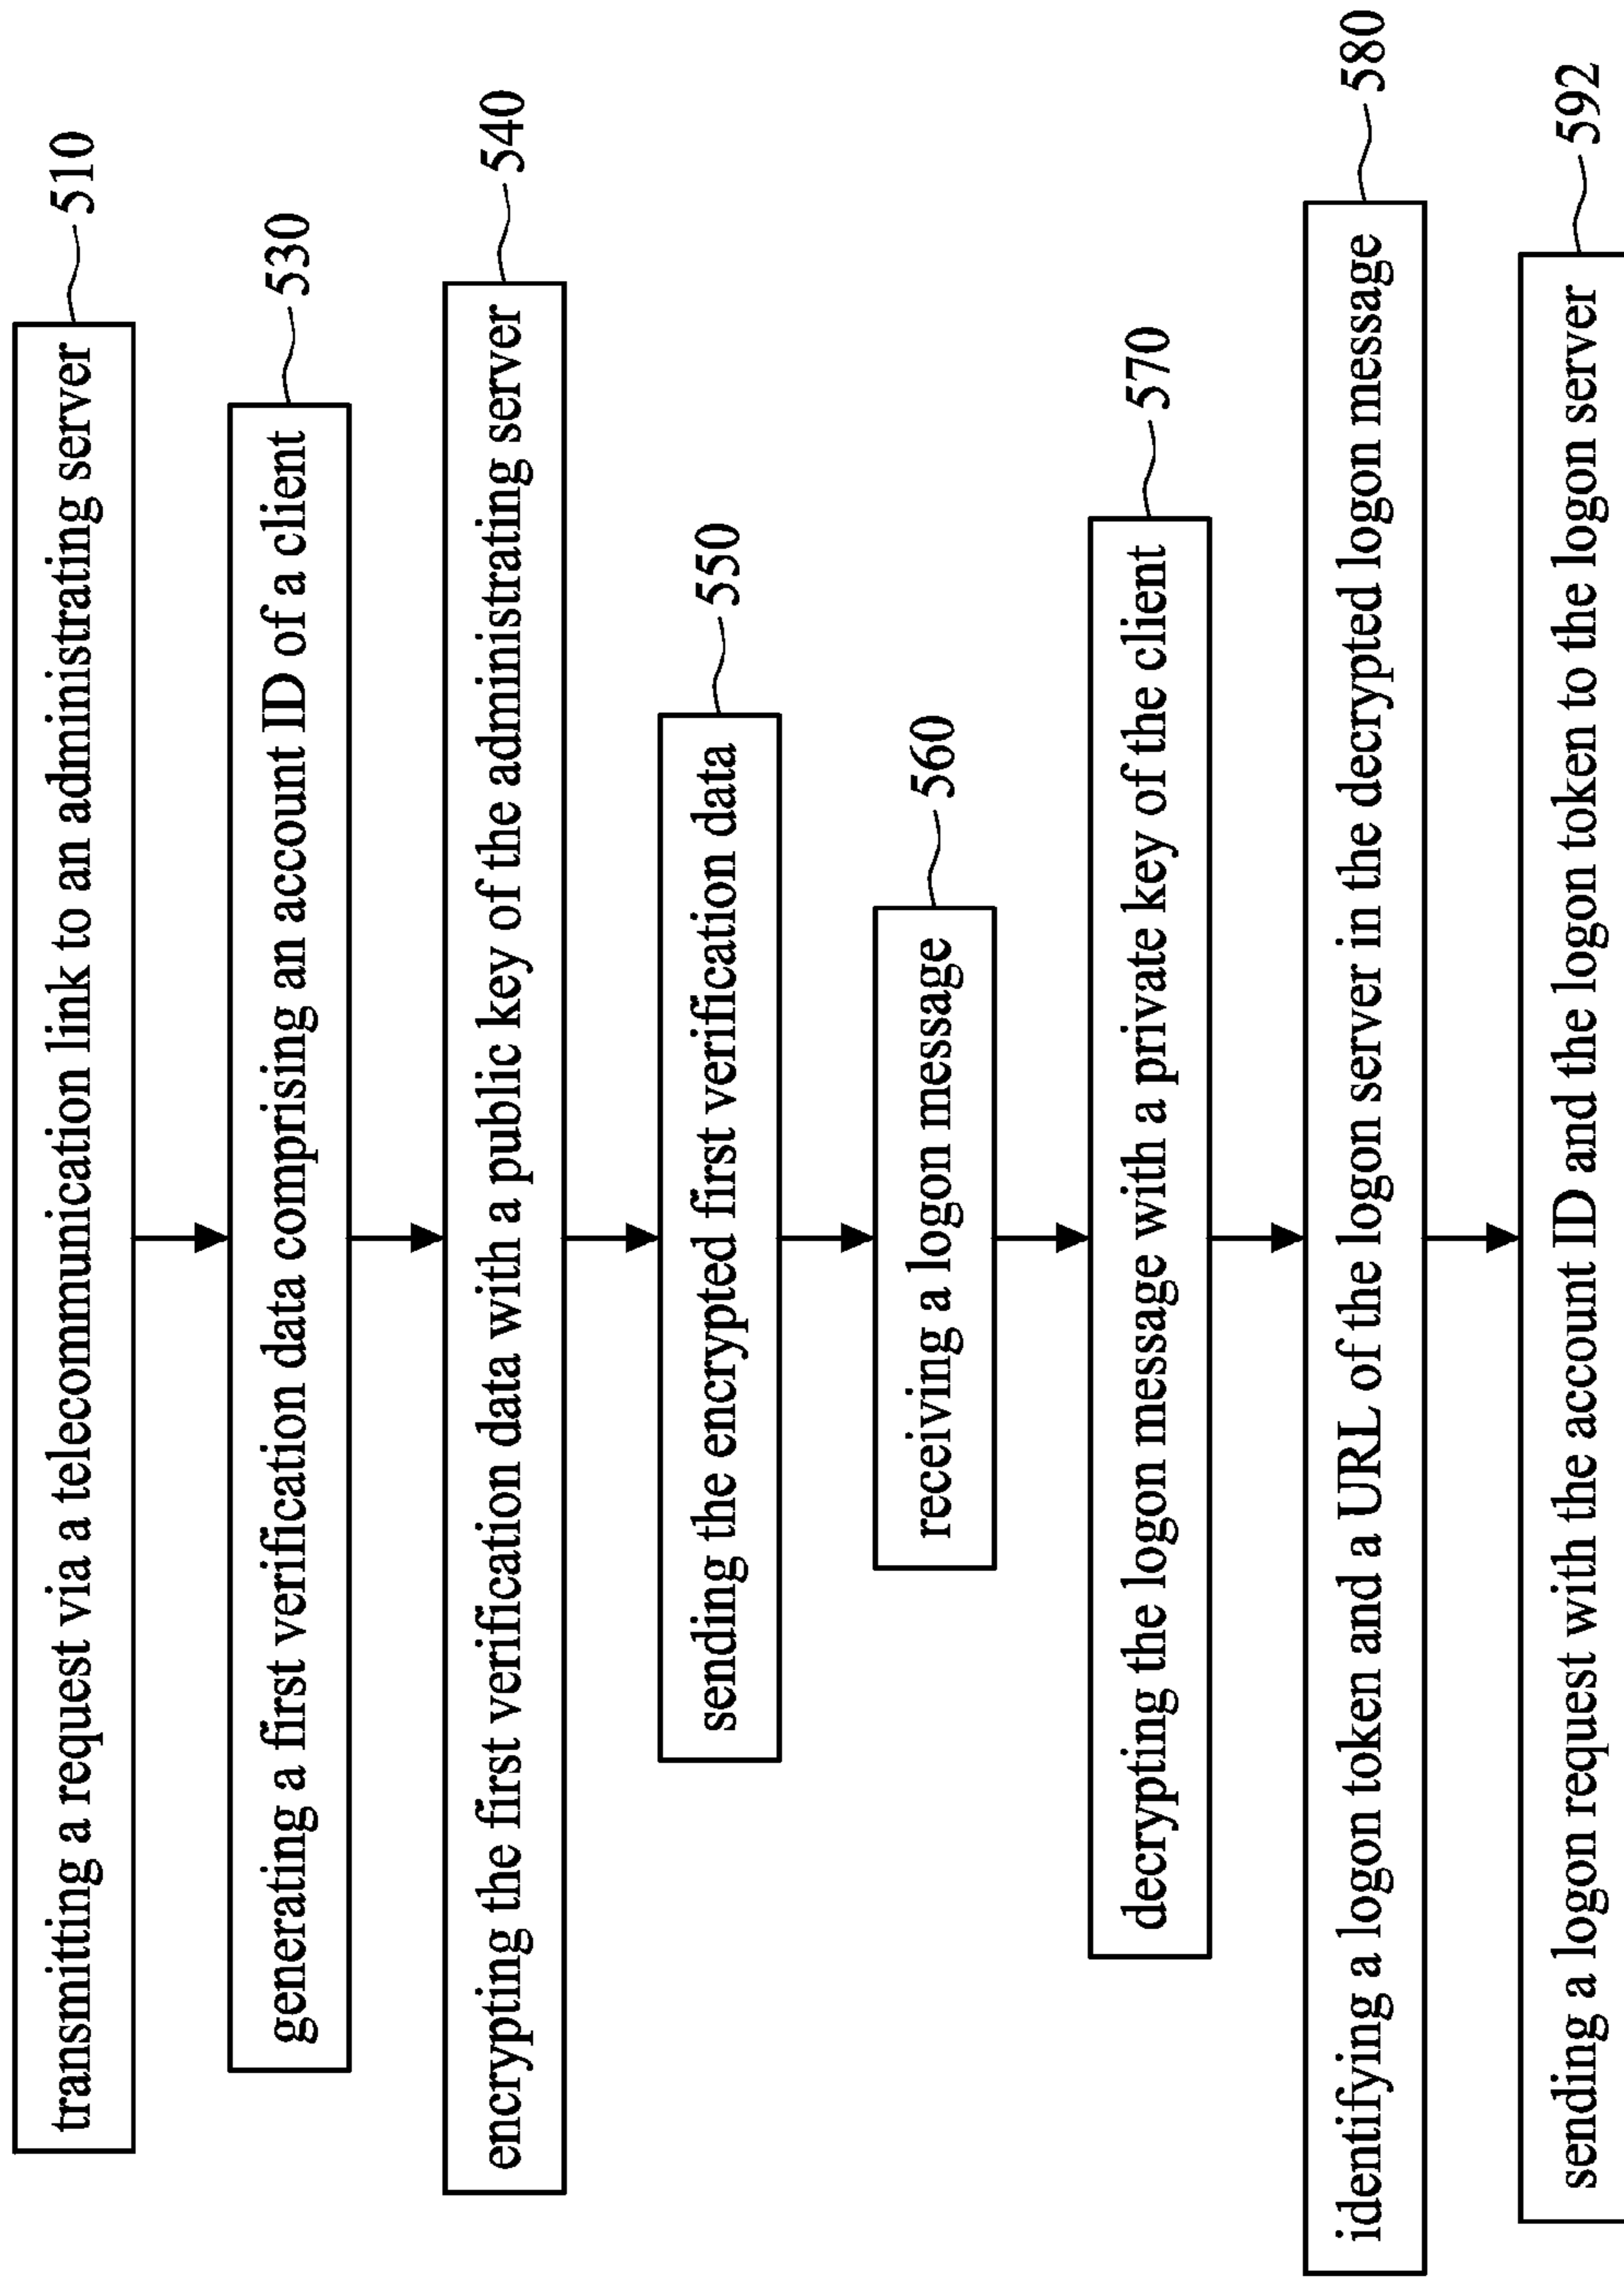 transmitting a request via a telecommunication link to an administrating server
510
generating a first verification data comprising an account ID of a client
530
encrypting the first verification data with a public key of the administrating server
540
sending the encrypted first verification data
550
receiving a logon message
560
decrypting the logon message with a private key of the client
570
identifying a logon token and a URL of the logon server in the decrypted logon message
580
sending a logon request with the account ID and the logon token to the logon server
592